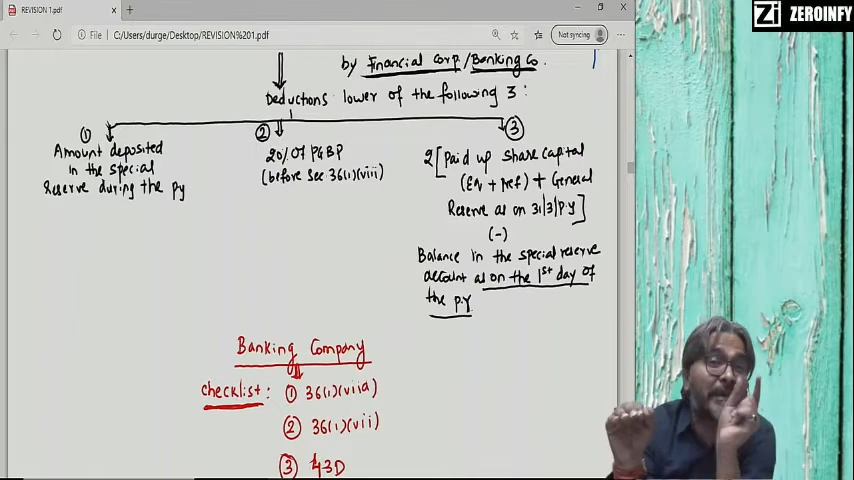 REVISION 1.pdf
File
C:/Users/durge/Desktop/REVISION%201.pdf
Not syncing
Zi ZEROINFY
by Financial Corp/Banking Co.
Deductions lower of the following 3 :
① Amount deposited
in the special
Reserve during the py
② 20% of PGBP
(before sec 36(1)(viii)
③ 2[Paid up share capital
(Eq + Pref) + General
Reserve as on 31/3/P.Y]
(-)
Balance in the special reserve
account as on the 1st day of
the p.y
Banking Company
Checklist : ① 36(1)(viia)
② 36(1)(vii)
③ 43D